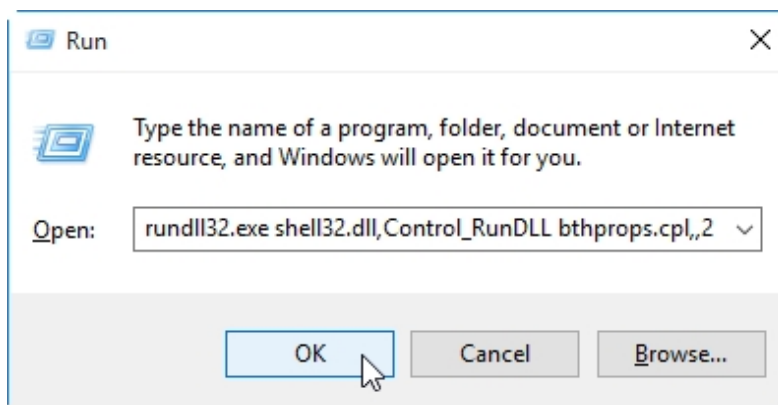 Run
Type the name of a program, folder, document or Internet
resource, and Windows will open it for you.
Open: rundll32.exe shell32.dll,Control_RunDLL bthprops.cpl,,2
OK Cancel Browse...